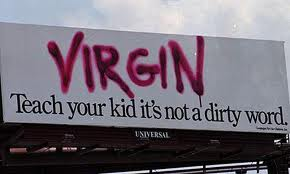 VIRGIN
Teach your kid it's not a dirty word.
UNIVERSAL